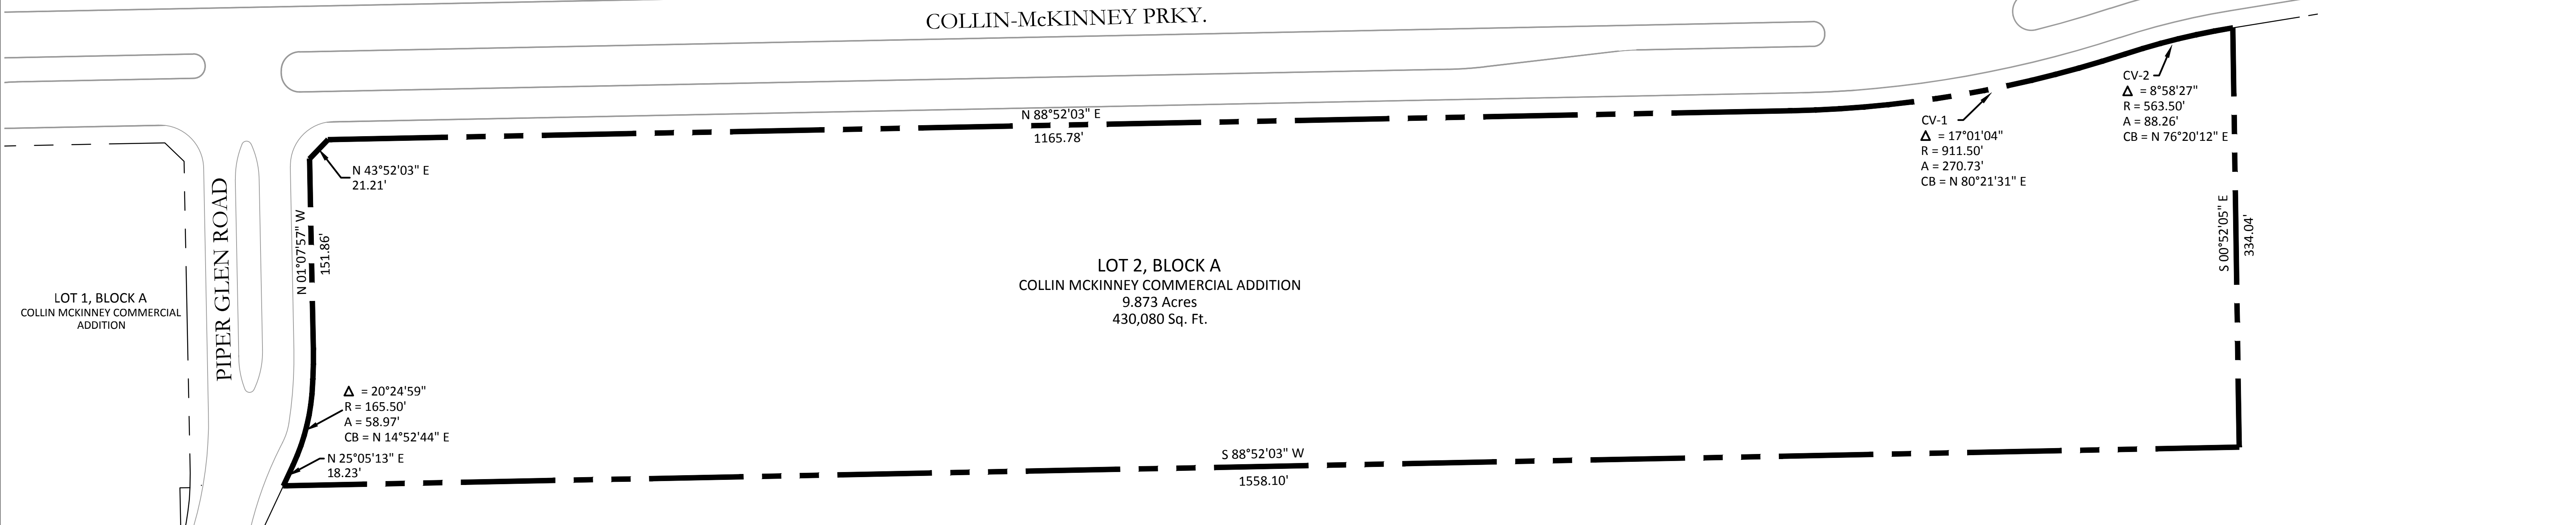 COLLIN-McKINNEY PRKY.
N 88°52'03" E
1165.78'
CV-2
Δ = 8°58'27"
R = 563.50'
A = 88.26'
CB = N 76°20'12" E
CV-1
Δ = 17°01'04"
R = 911.50'
A = 270.73'
CB = N 80°21'31" E
N 43°52'03" E
21.21'
PIPER GLEN ROAD
N 01°07'57" W
151.86'
S 00°52'05" E
334.04'
LOT 2, BLOCK A
COLLIN MCKINNEY COMMERCIAL ADDITION
9.873 Acres
430,080 Sq. Ft.
LOT 1, BLOCK A
COLLIN MCKINNEY COMMERCIAL
ADDITION
Δ = 20°24'59"
R = 165.50'
A = 58.97'
CB = N 14°52'44" E
N 25°05'13" E
18.23'
S 88°52'03" W
1558.10'